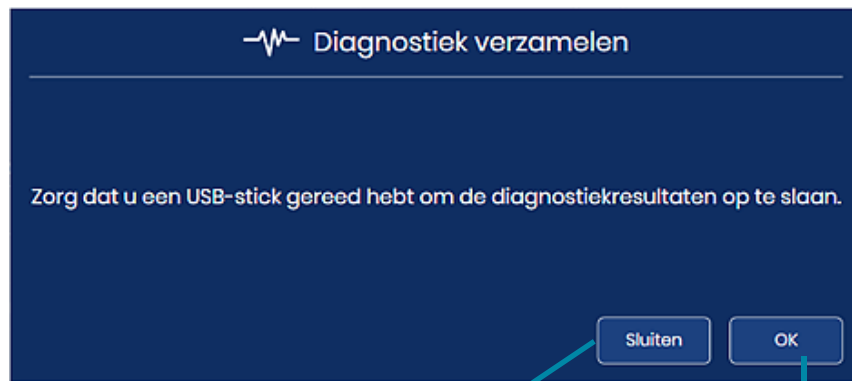 Diagnostiek verzamelen
Zorg dat u een USB-stick gereed hebt om de diagnostiekresultaten op te slaan.
Sluiten
OK